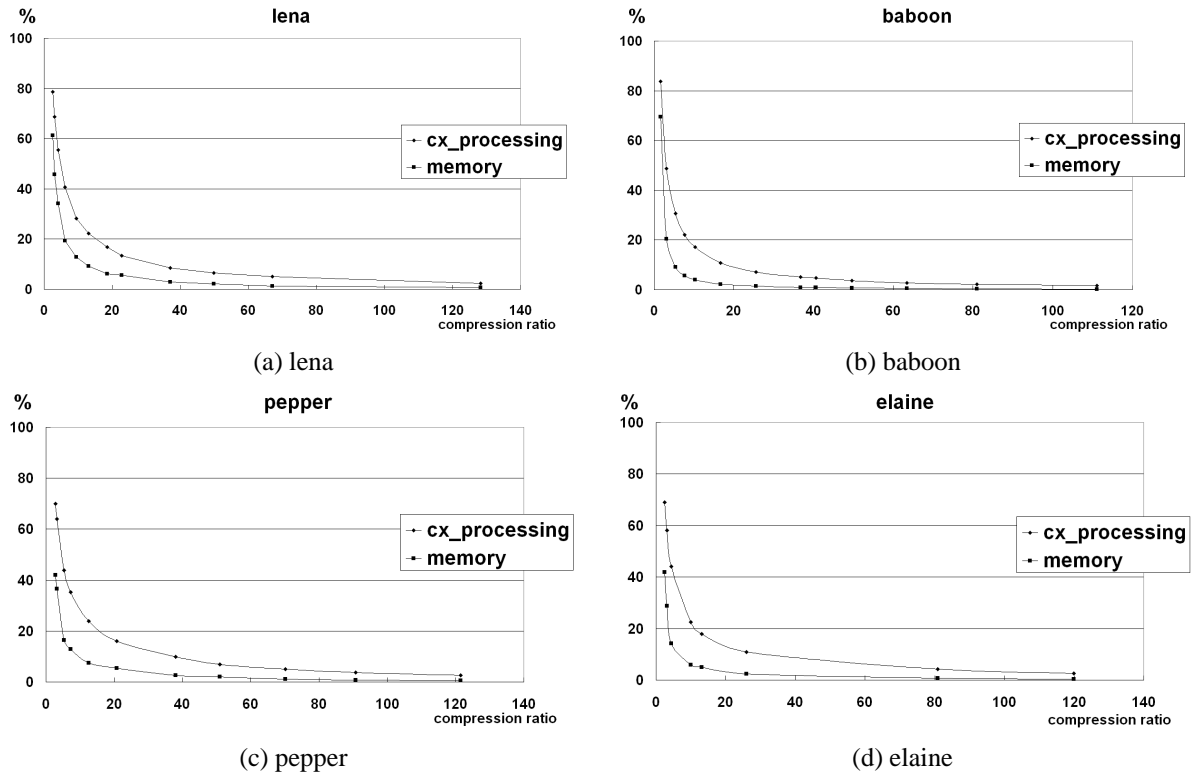 lena
%
100
80
60
40
20
0
cx_processing
memory
0 20 40 60 80 100 120 140
compression ratio
(a) lena
baboon
%
100
80
60
40
20
0
cx_processing
memory
0 20 40 60 80 100 120
compression ratio
(b) baboon
pepper
%
100
80
60
40
20
0
cx_processing
memory
0 20 40 60 80 100 120 140
compression ratio
(c) pepper
elaine
%
100
80
60
40
20
0
cx_processing
memory
0 20 40 60 80 100 120 140
compression ratio
(d) elaine